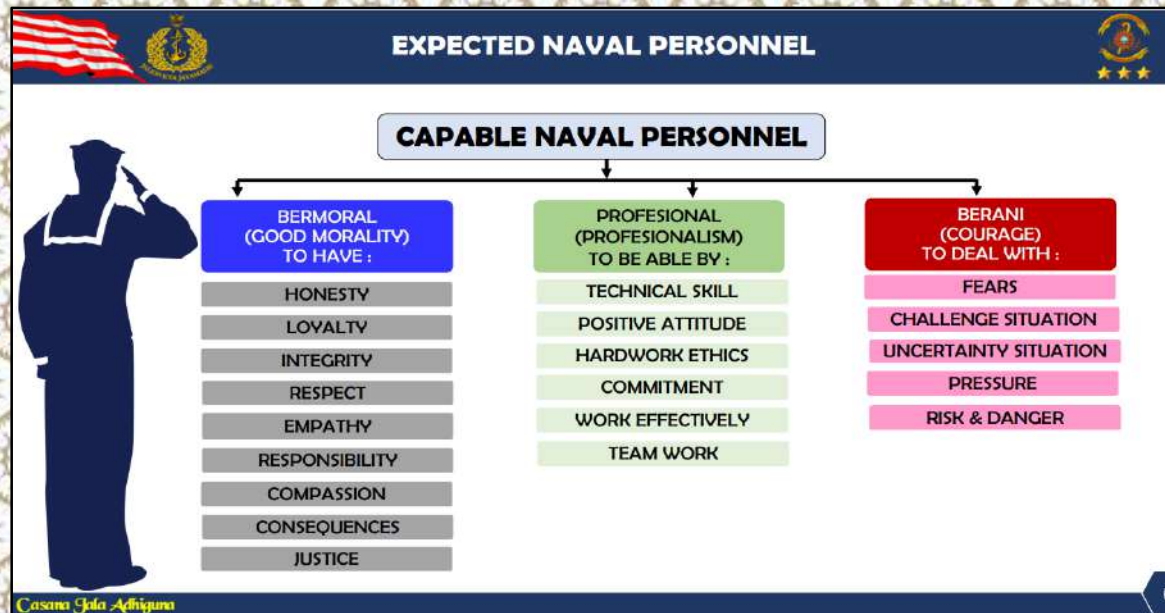 EXPECTED NAVAL PERSONNEL
CAPABLE NAVAL PERSONNEL
BERMORAL
(GOOD MORALITY)
TO HAVE :
HONESTY
LOYALTY
INTEGRITY
RESPECT
EMPATHY
RESPONSIBILITY
COMPASSION
CONSEQUENCES
JUSTICE
PROFESIONAL
(PROFESIONALISM)
TO BE ABLE BY :
TECHNICAL SKILL
POSITIVE ATTITUDE
HARDWORK ETHICS
COMMITMENT
WORK EFFECTIVELY
TEAM WORK
BERANI
(COURAGE)
TO DEAL WITH :
FEARS
CHALLENGE SITUATION
UNCERTAINTY SITUATION
PRESSURE
RISK & DANGER
Casana Jala Adhiguna